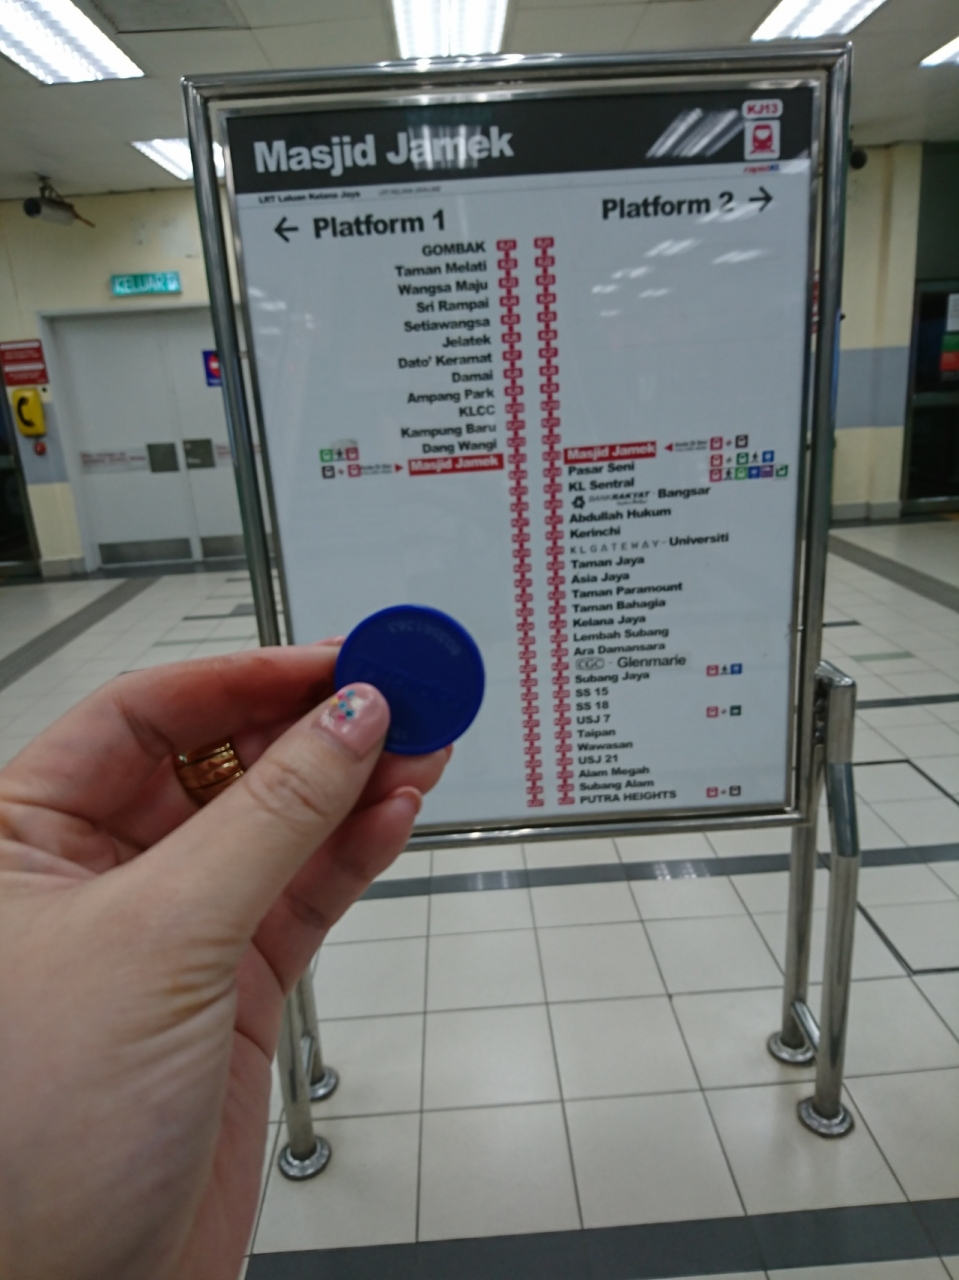 KJ13
Masjid Jamek
rapidKL
LRT Laluan Kelana Jaya
← Platform 1
Platform 2 →
GOMBAK
Taman Melati
Wangsa Maju
Sri Rampai
Setiawangsa
Jelatek
Dato' Keramat
Damai
Ampang Park
KLCC
Kampung Baru
Dang Wangi
Masjid Jamek
Masjid Jamek
Pasar Seni
KL Sentral
BANK RAKYAT - Bangsar
Abdullah Hukum
Kerinchi
KL GATEWAY - Universiti
Taman Jaya
Asia Jaya
Taman Paramount
Taman Bahagia
Kelana Jaya
Lembah Subang
Ara Damansara
CGC - Glenmarie
Subang Jaya
SS 15
SS 18
USJ 7
Taipan
Wawasan
USJ 21
Alam Megah
Subang Alam
PUTRA HEIGHTS
KELUAR